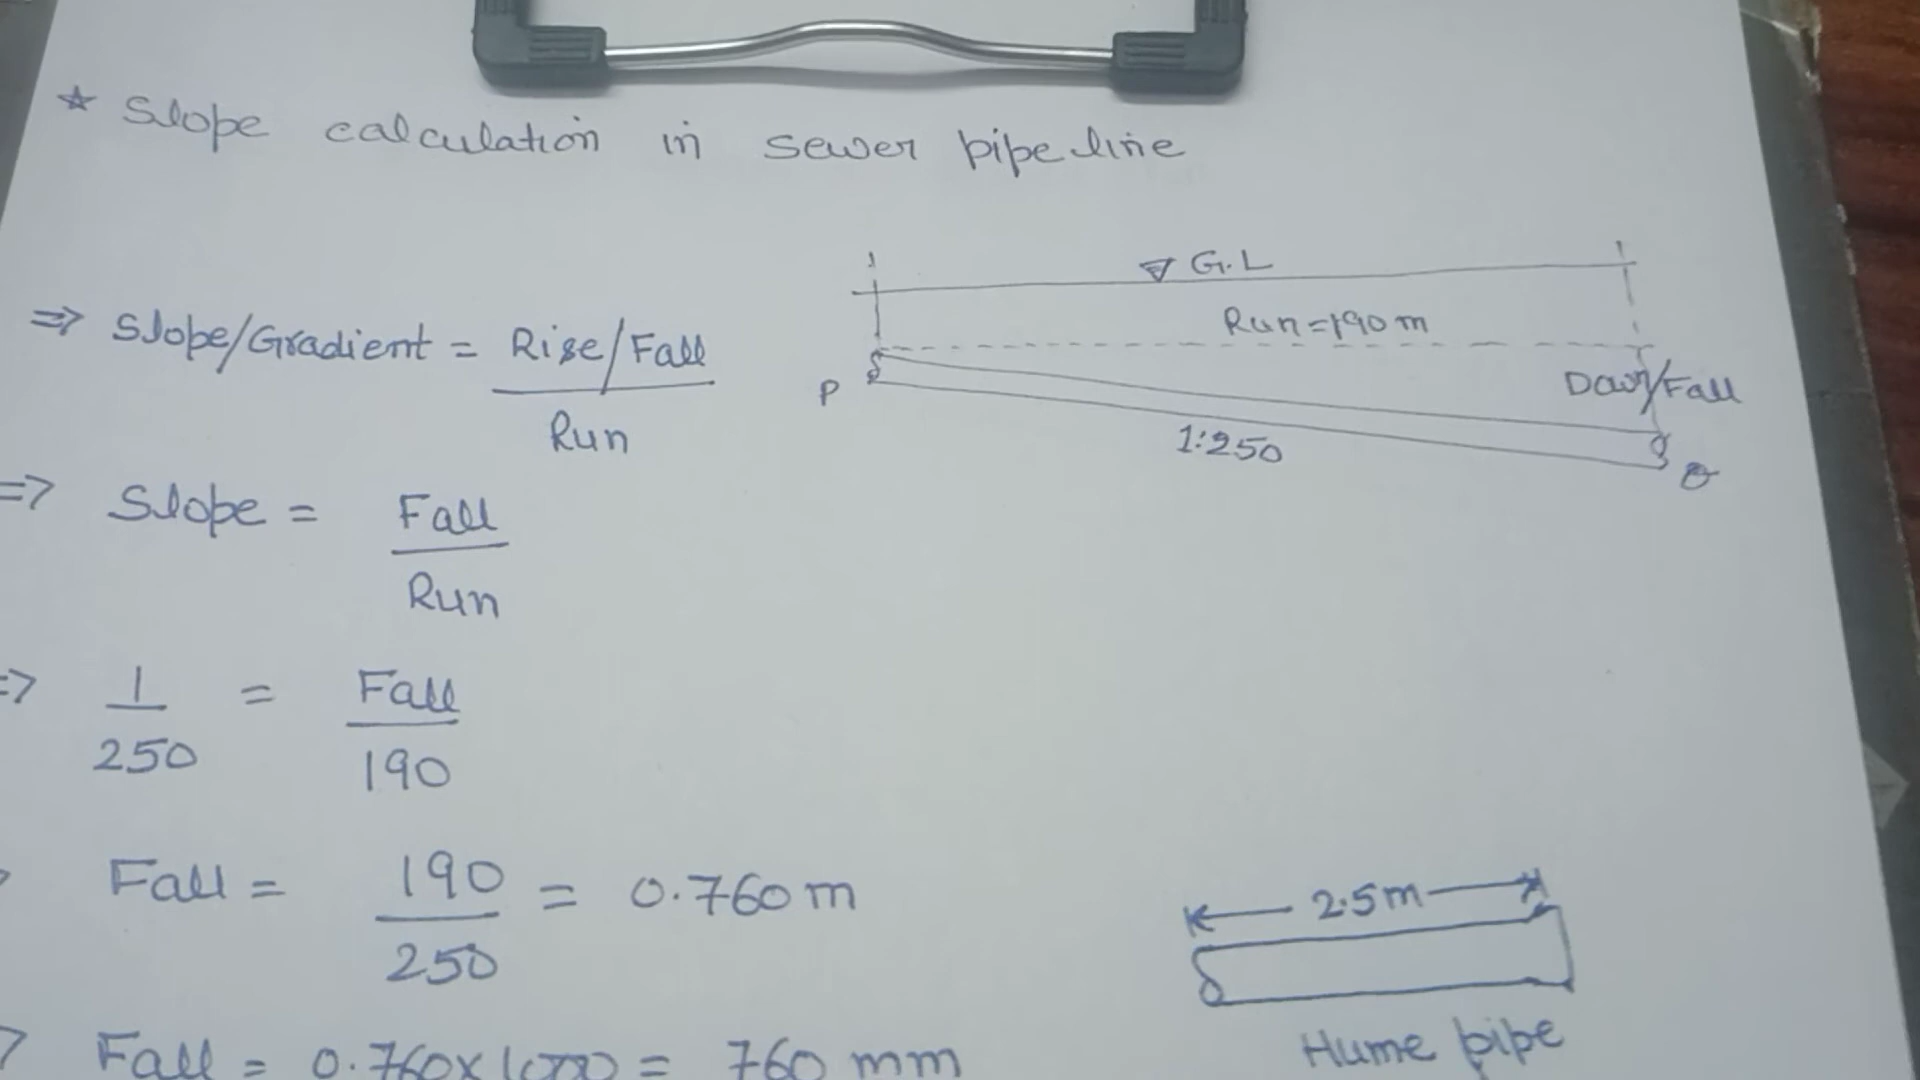 ☆ Slope calculation in sewer pipe line
▽ G.L
Run=190 m
⇒ Slope/Gradient = Rise/Fall
Run
P
Down/Fall
1:250
⇒ Slope = Fall
Run
⇒ 1 = Fall
250 190
Fall = 190 = 0.760 m
250
2.5m
Hume pipe
Fall = 0.760x1000 = 760 mm